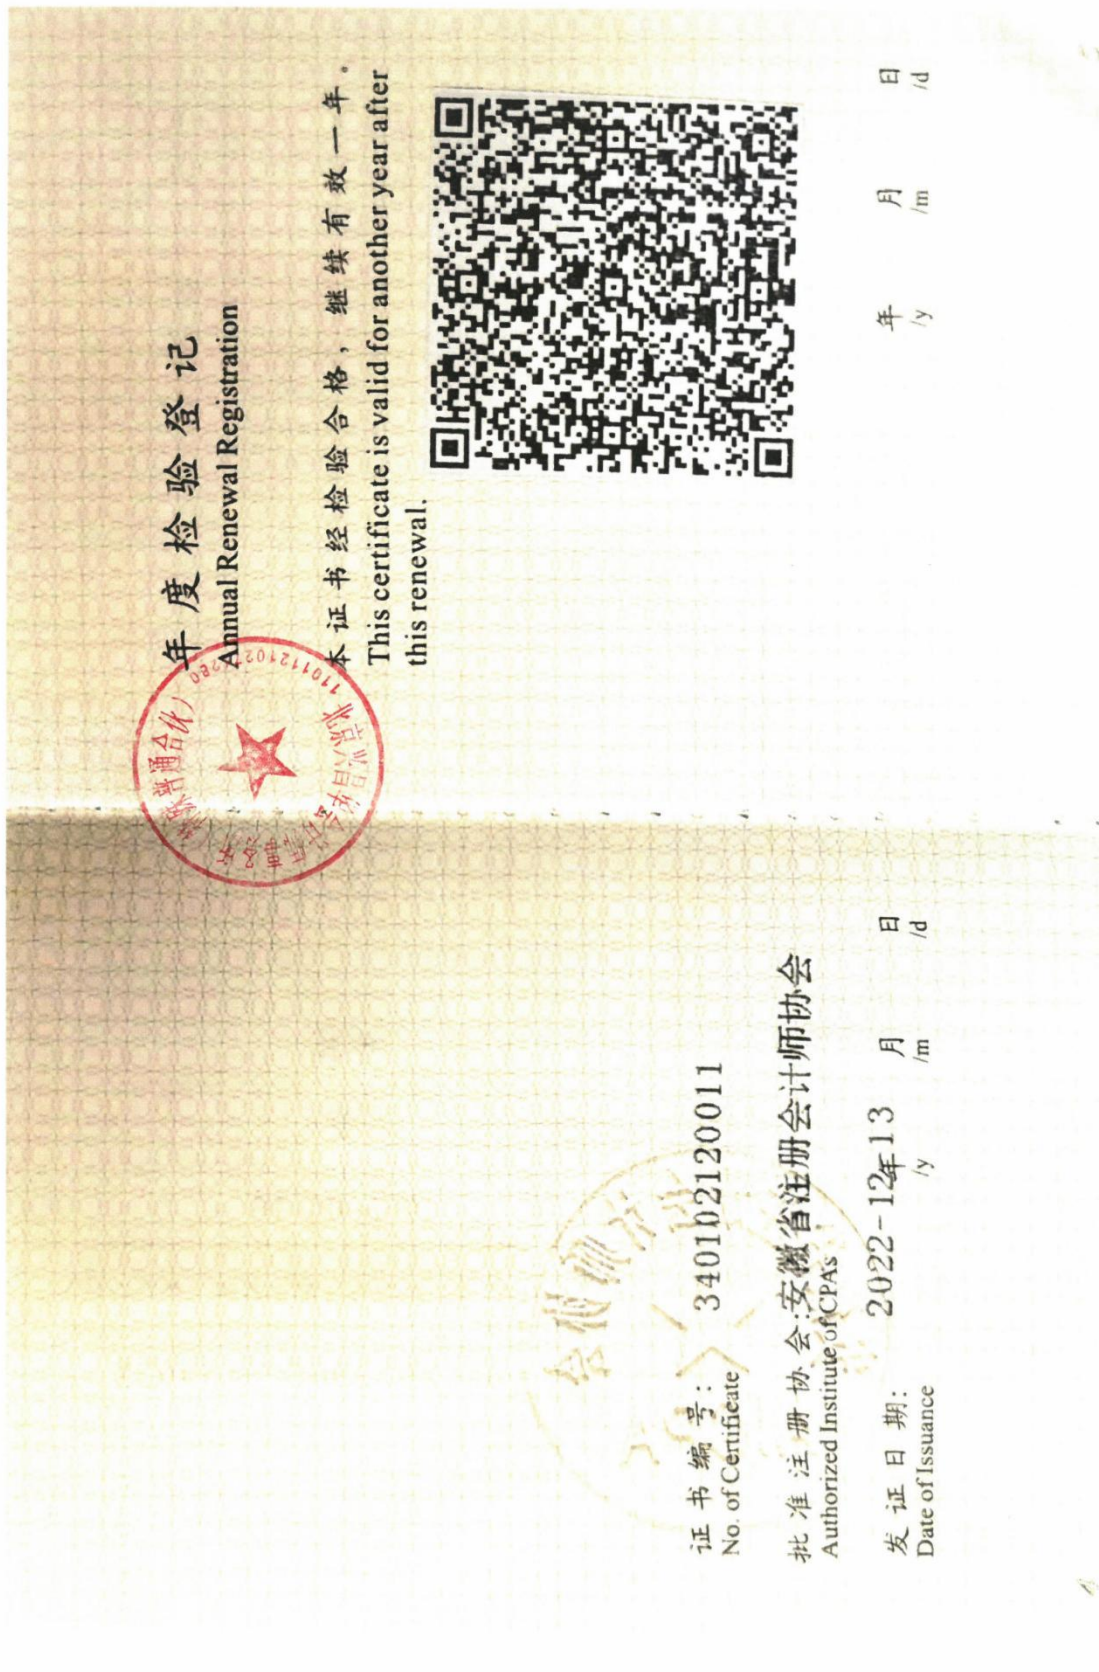 证书编号: 340102120011
No. of Certificate
批准注册协会:安徽省注册会计师协会
Authorized Institute of CPAs
发证日期: 2022-12年13 月 日
Date of Issuance /y /m /d
年度检验登记
Annual Renewal Registration
本证书经检验合格，继续有效一年。
This certificate is valid for another year after
this renewal.
年 月 日
/y /m /d
普通合伙)